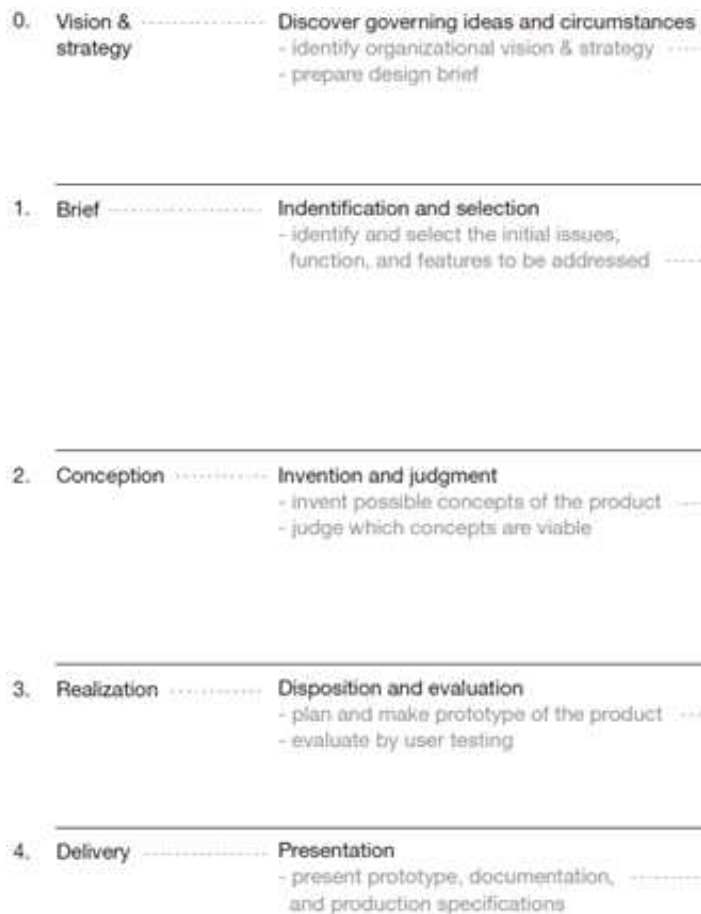 0. Vision & Discover governing ideas and circumstances
strategy - identify organizational vision & strategy
- prepare design brief
1. Brief Indentification and selection
- identify and select the initial issues,
function, and features to be addressed
2. Conception Invention and judgment
- invent possible concepts of the product
- judge which concepts are viable
3. Realization Disposition and evaluation
- plan and make prototype of the product
- evaluate by user testing
4. Delivery Presentation
- present prototype, documentation,
and production specifications